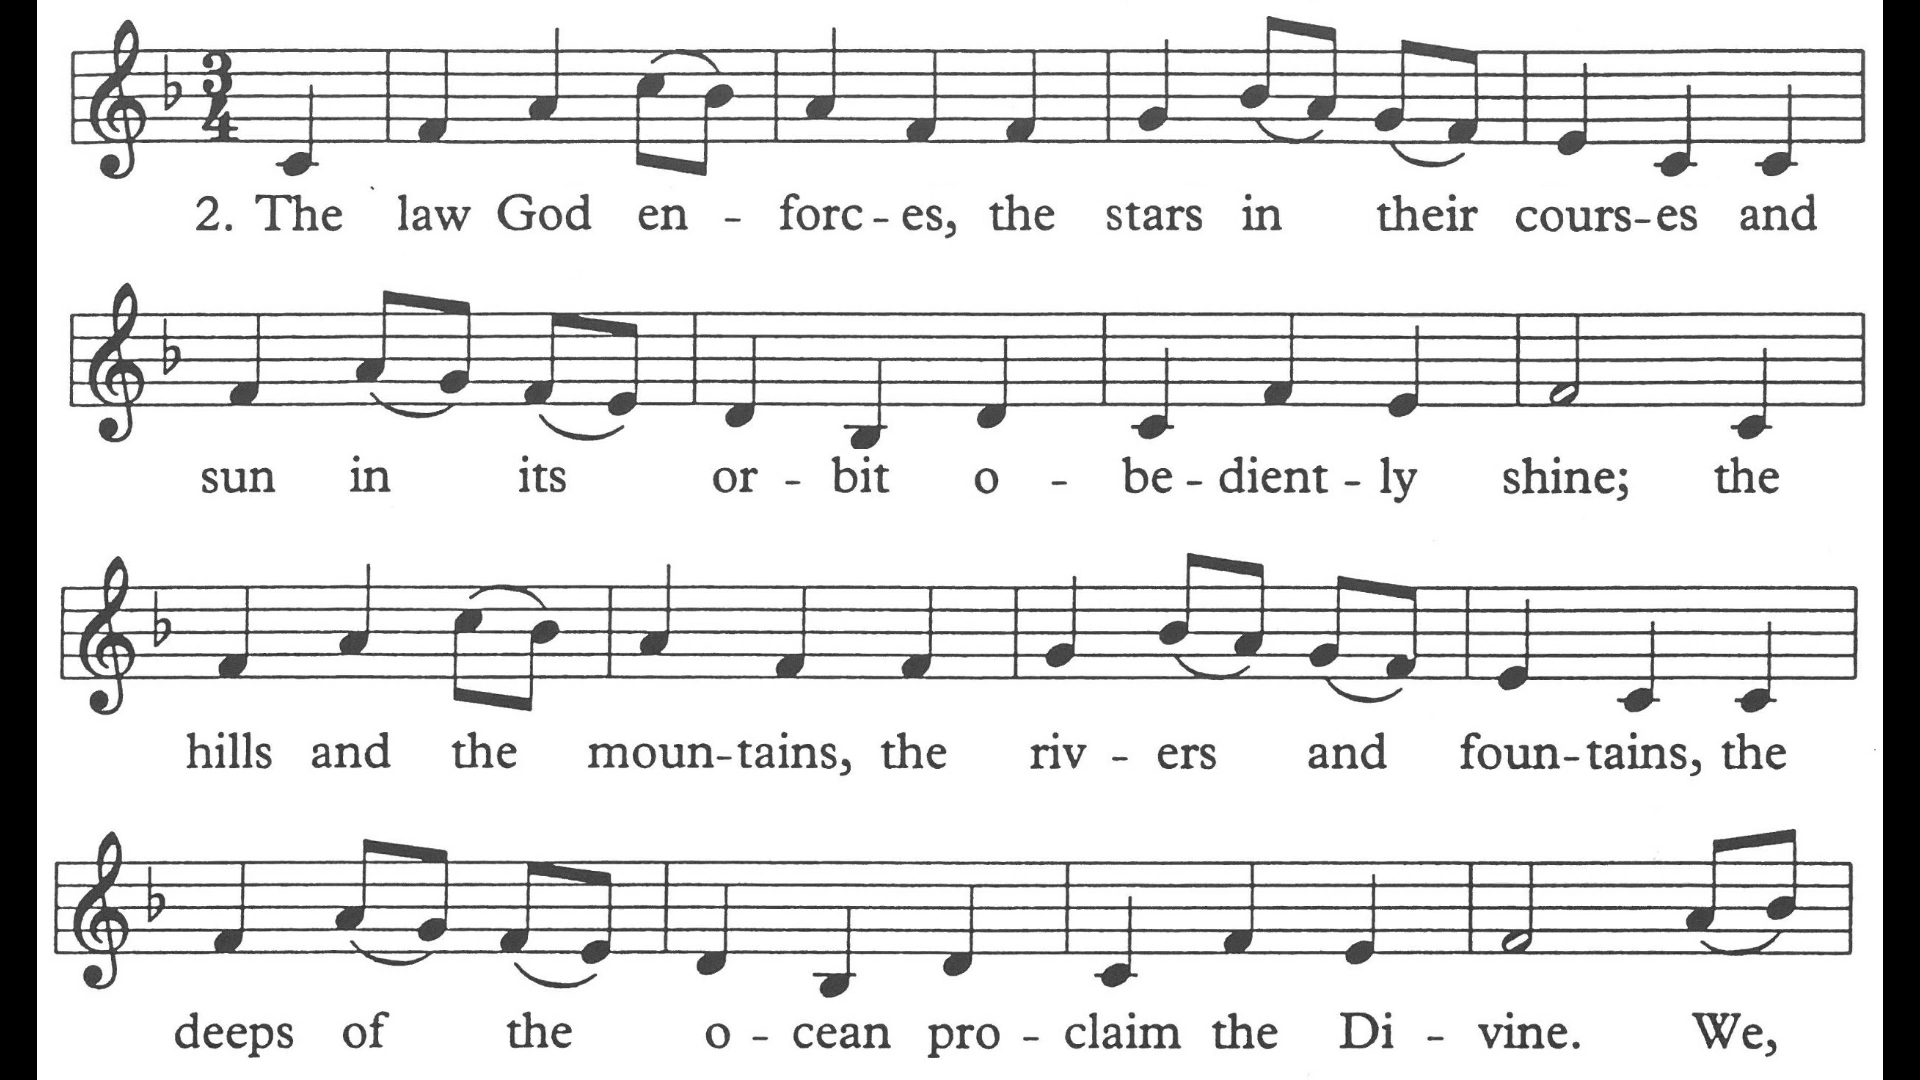 3
4
2. The law God en - forc - es, the stars in their cours-es and
sun in its or - bit o - be - dient - ly shine; the
hills and the moun-tains, the riv - ers and foun-tains, the
deeps of the o - cean pro - claim the Di - vine. We,